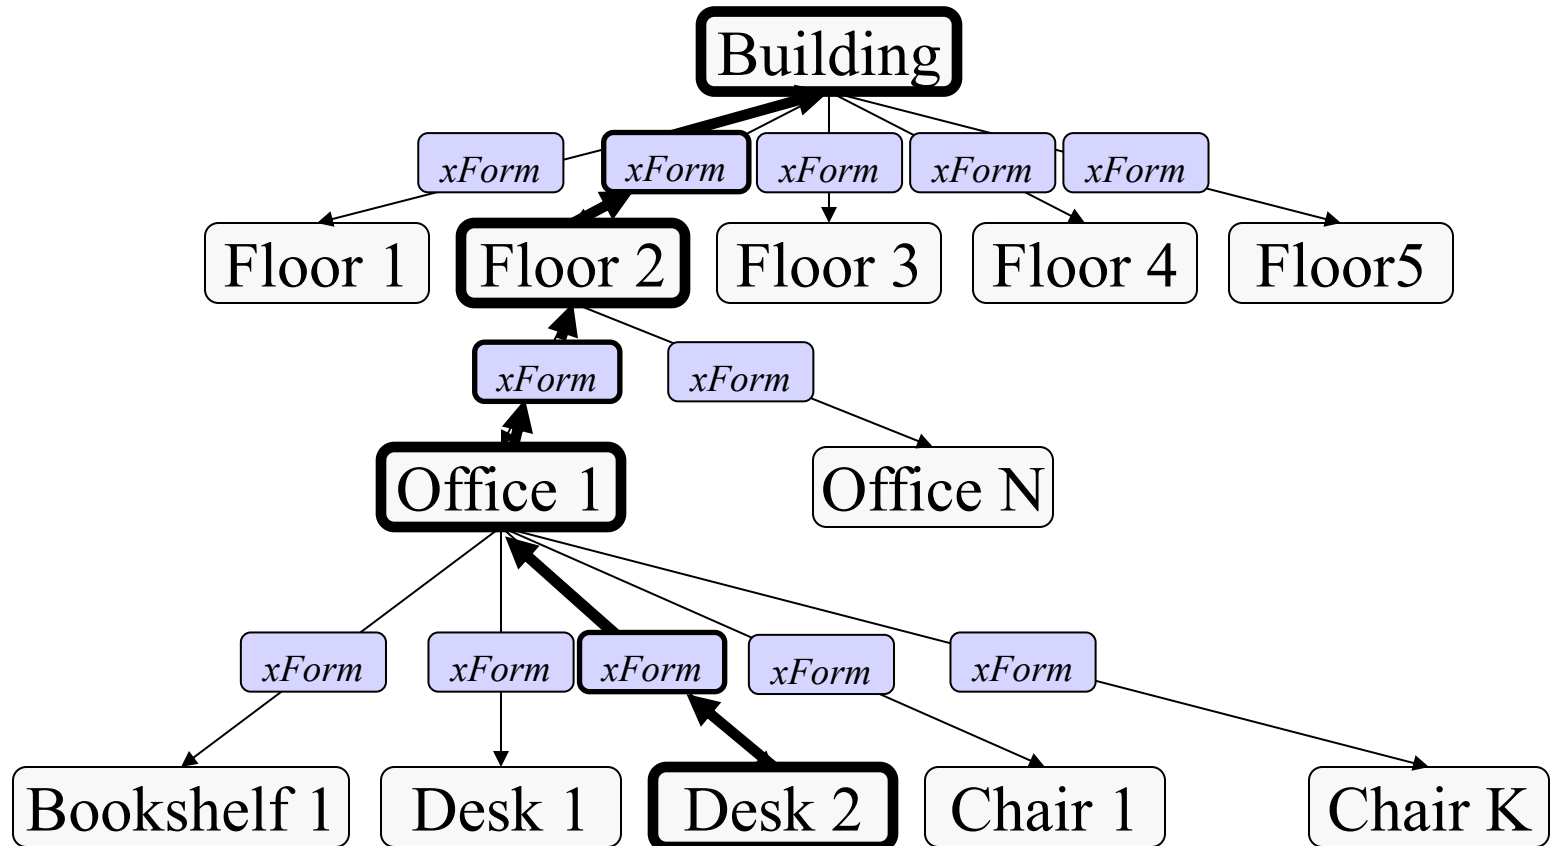 Building
xForm xForm xForm xForm xForm
Floor 1 Floor 2 Floor 3 Floor 4 Floor5
xForm xForm
Office 1 Office N
xForm xForm xForm xForm xForm
Bookshelf 1 Desk 1 Desk 2 Chair 1 Chair K